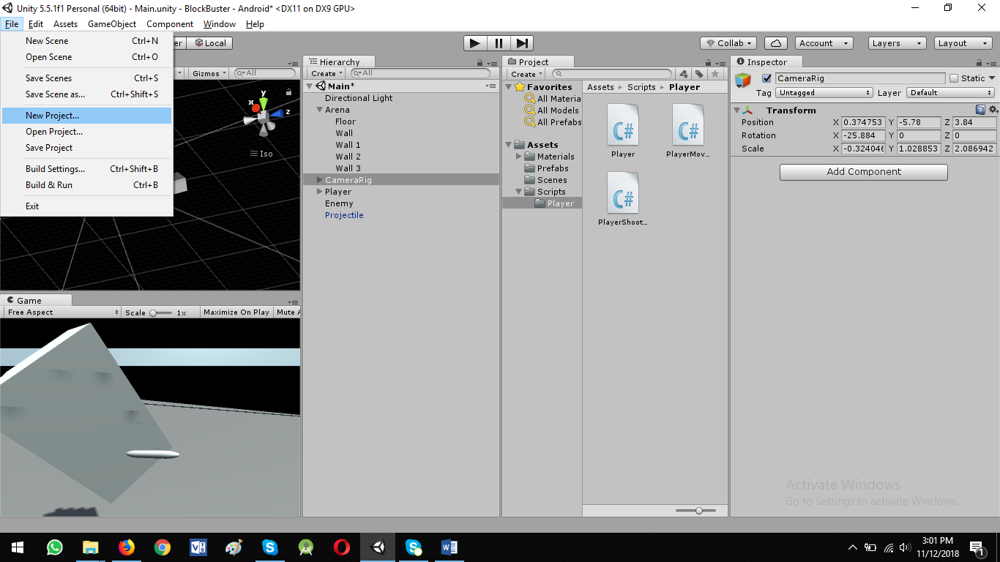 Unity 5.5.1f1 Personal (64bit) - Main.unity - BlockBuster - Android* <DX11 on DX9 GPU>
File Edit Assets GameObject Component Window Help
New Scene Ctrl+N
Open Scene Ctrl+O
Save Scenes Ctrl+S
Save Scene as... Ctrl+Shift+S
New Project...
Open Project...
Save Project
Build Settings... Ctrl+Shift+B
Build & Run Ctrl+B
Exit
er Local
Collab Account Layers Layout
Gizmos All
x y z
Iso
Hierarchy
Create All
Main*
Directional Light
Arena
Floor
Wall
Wall 1
Wall 2
Wall 3
CameraRig
Player
Enemy
Projectile
Project
Create
Favorites
All Materia
All Models
All Prefabs
Assets
Materials
Prefabs
Scenes
Scripts
Player
Assets Scripts Player
C# C#
Player PlayerMov...
C#
PlayerShoot...
Inspector
CameraRig Static
Tag Untagged Layer Default
Transform
Position X 0.374753 Y -5.78 Z 3.84
Rotation X -25.884 Y 0 Z 0
Scale X -0.324046 Y 1.028853 Z 2.086942
Add Component
Game
Free Aspect Scale 1x Maximize On Play Mute A
Activate Windows
Go to Settings to activate Windows.
3:01 PM
11/12/2018
1